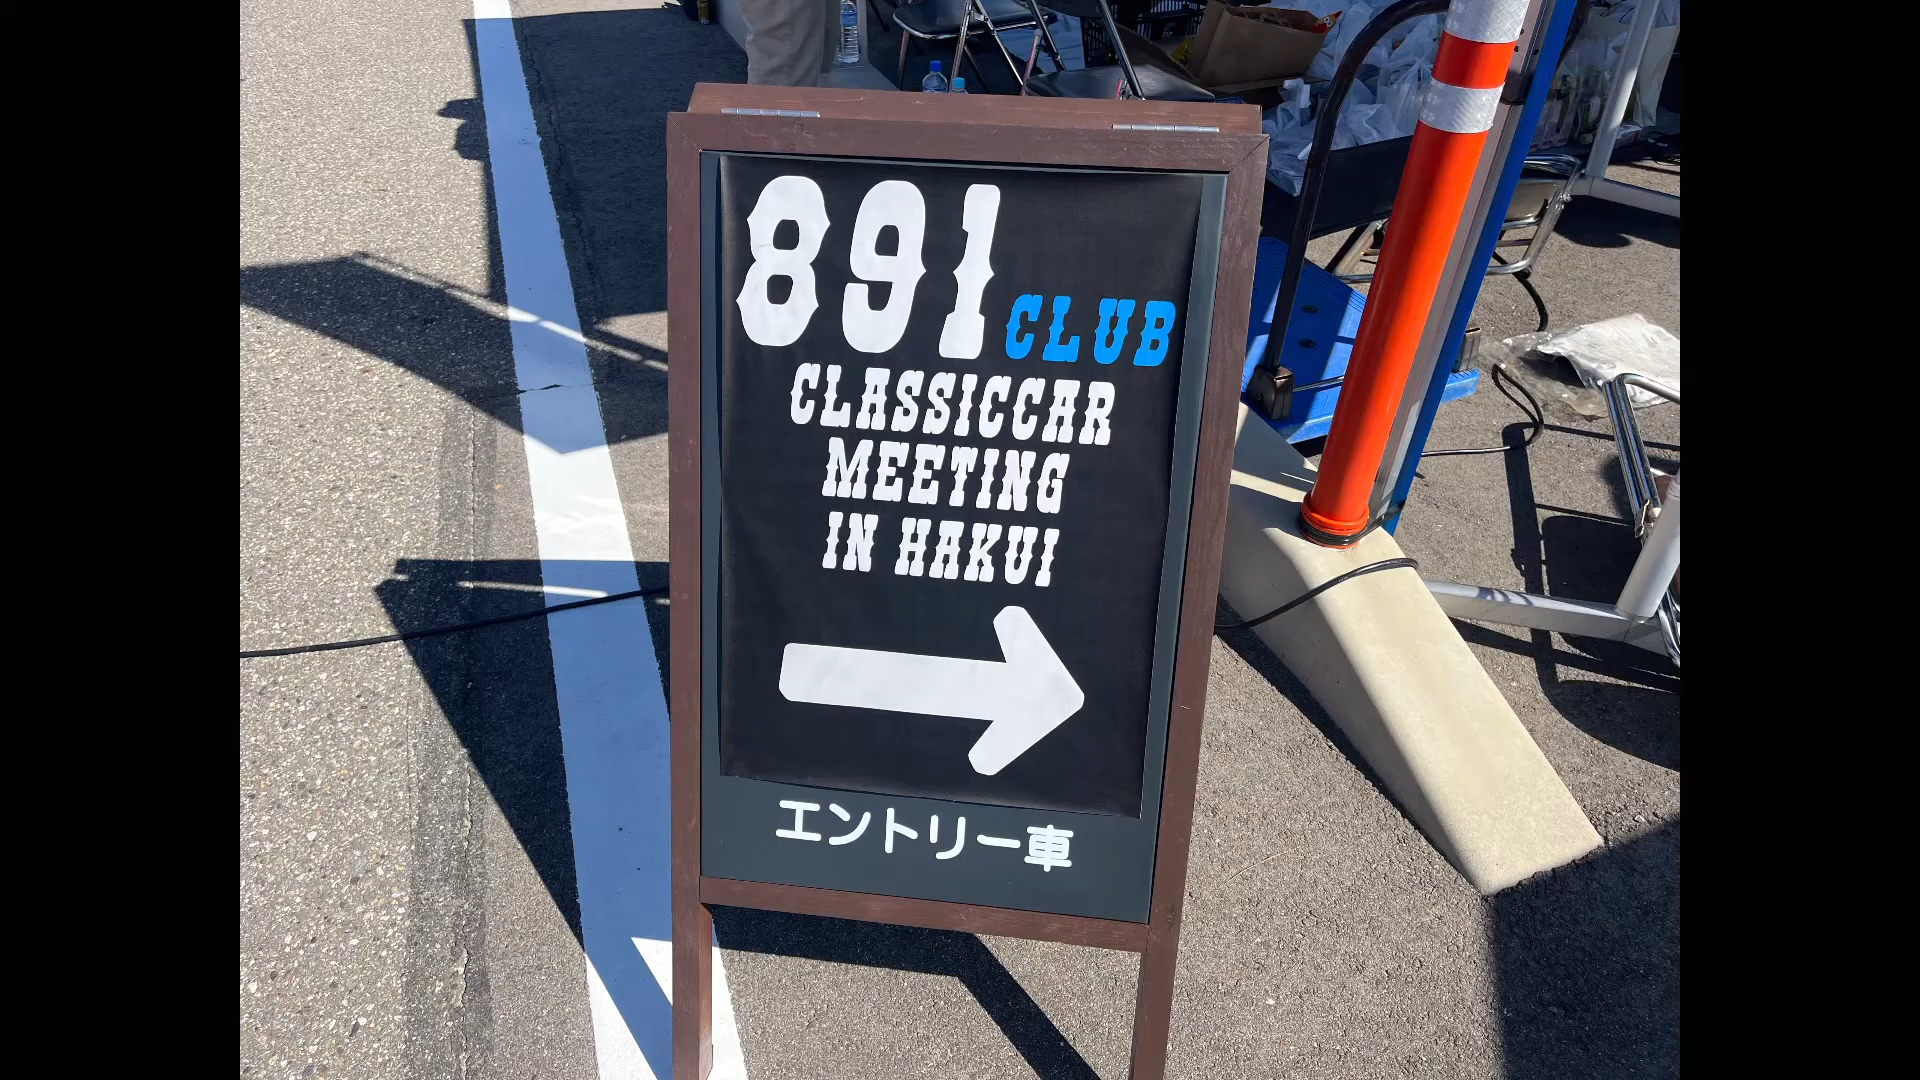 891 CLUB
CLASSICCAR
MEETING
IN HAKUI
エントリー車